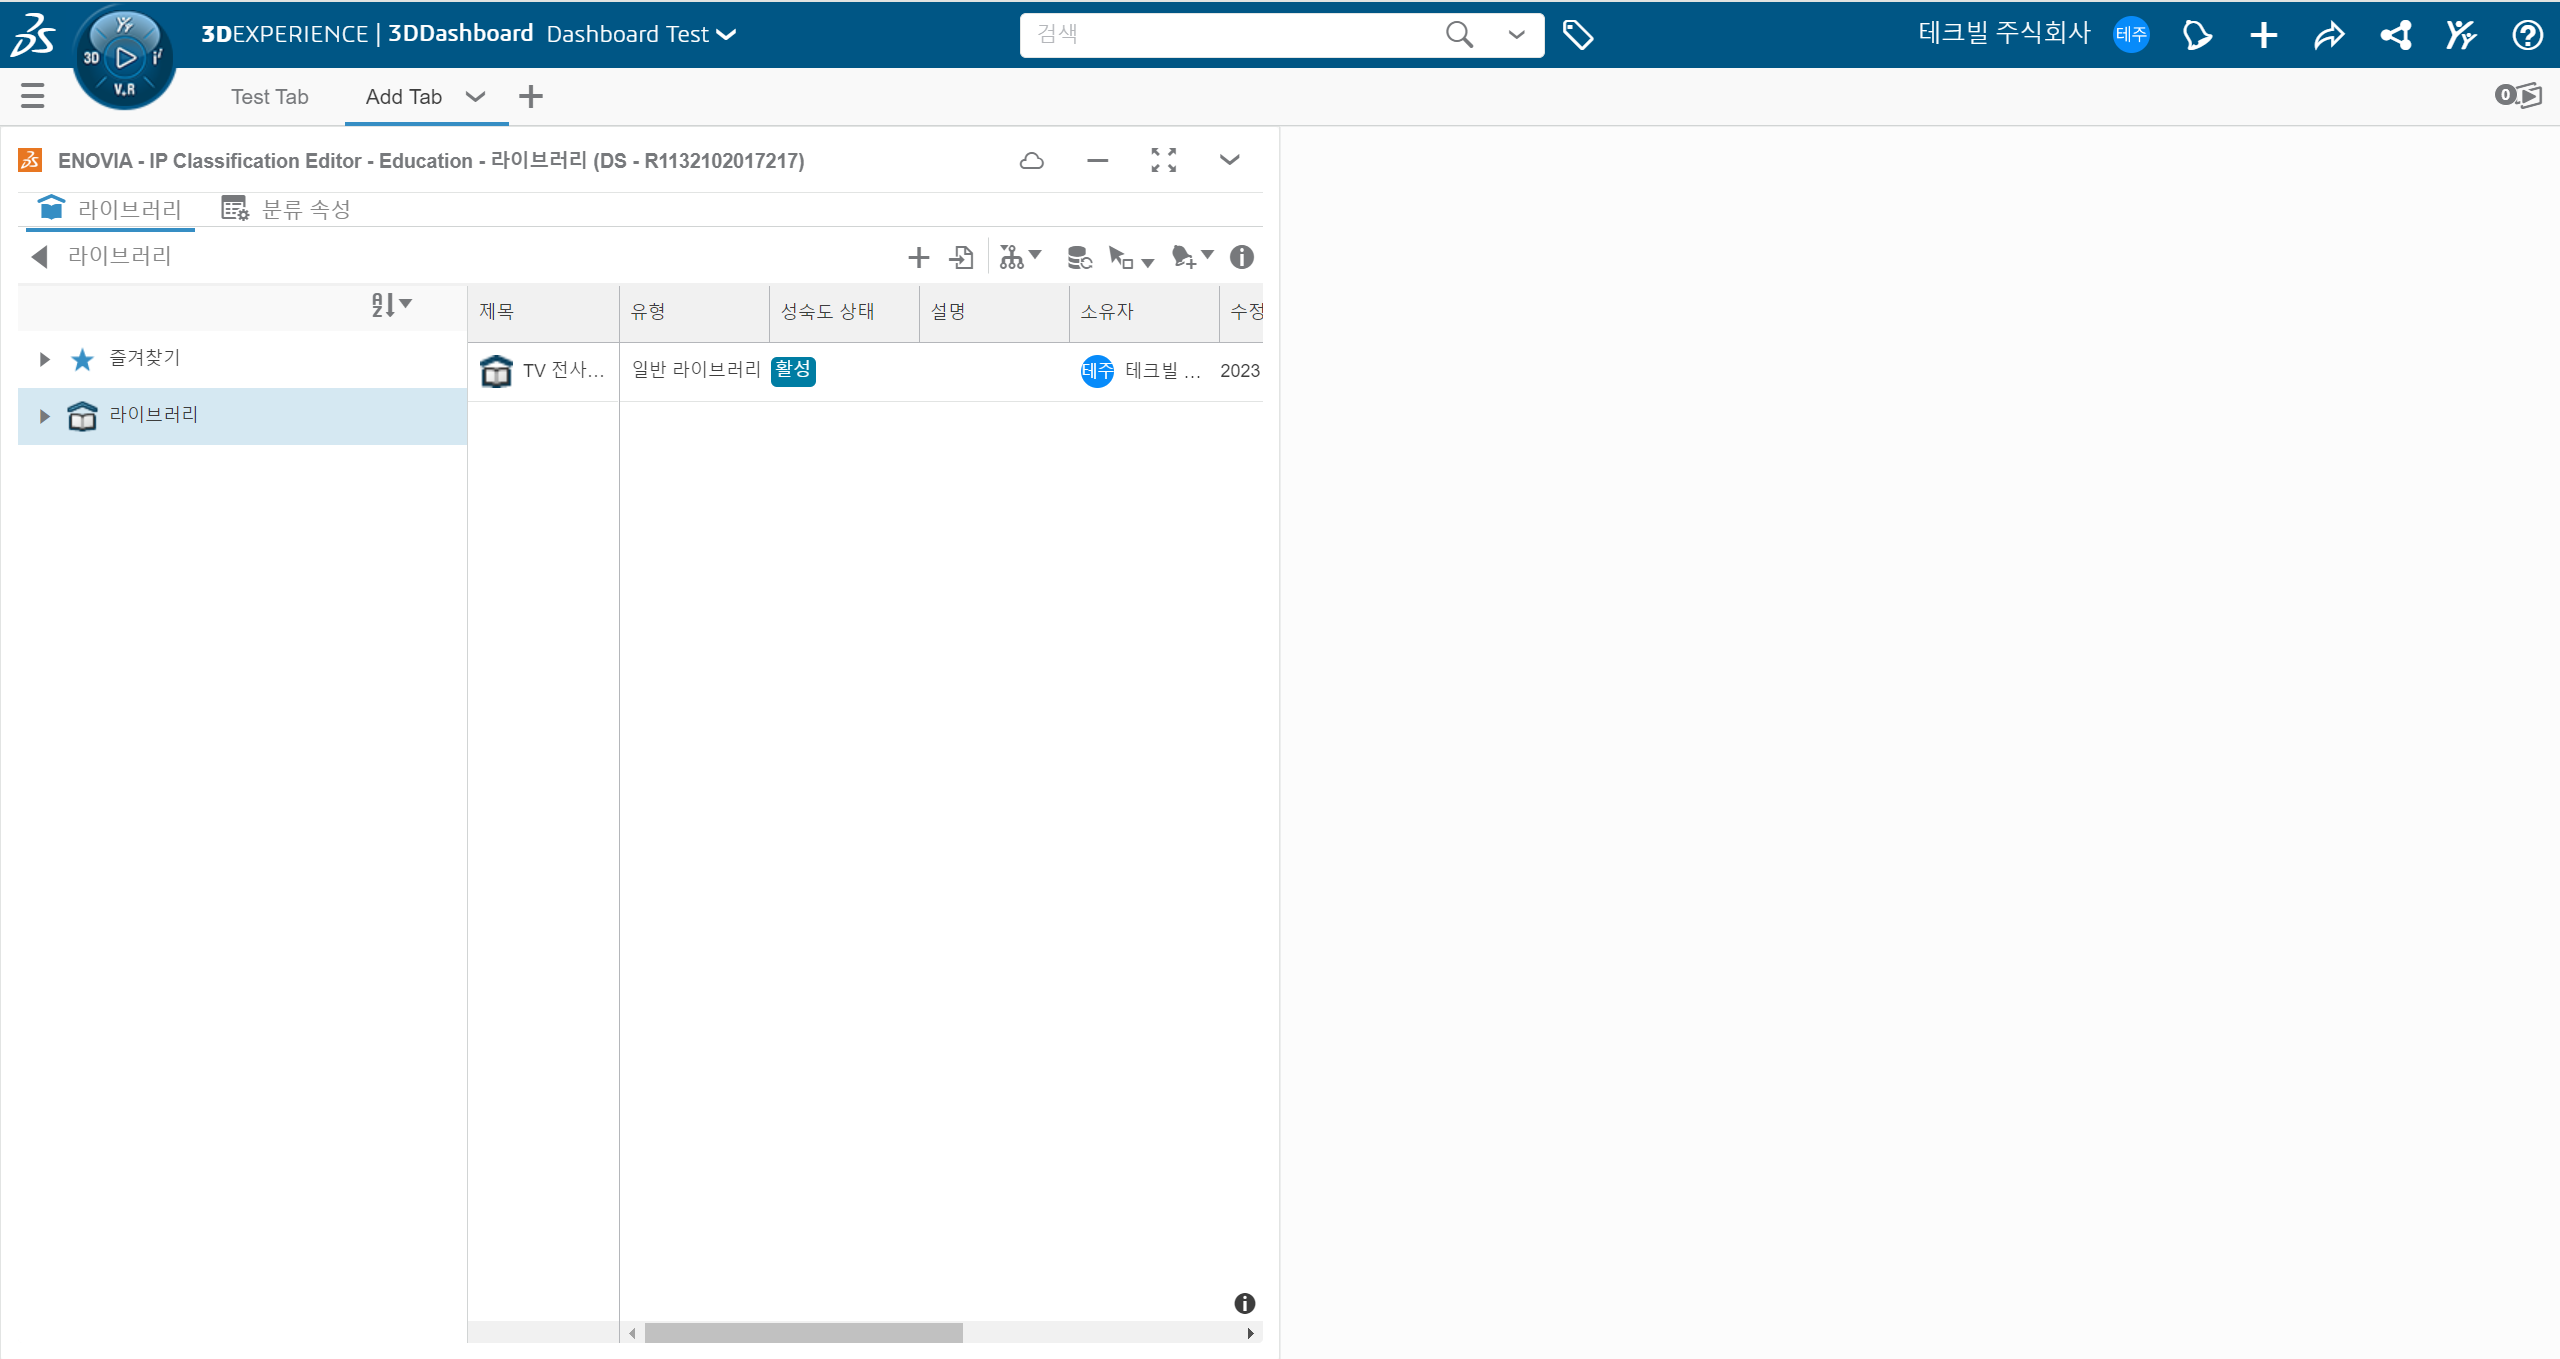 3DEXPERIENCE | 3DDashboard Dashboard Test
검색
테크빌 주식회사 테주
3D V.R
Test Tab Add Tab
0
ENOVIA - IP Classification Editor - Education - 라이브러리 (DS - R1132102017217)
라이브러리 분류 속성
라이브러리
제목 유형 성숙도 상태 설명 소유자 수정
즐겨찾기
TV 전사... 일반 라이브러리 활성 테주 테크빌 ... 2023
라이브러리